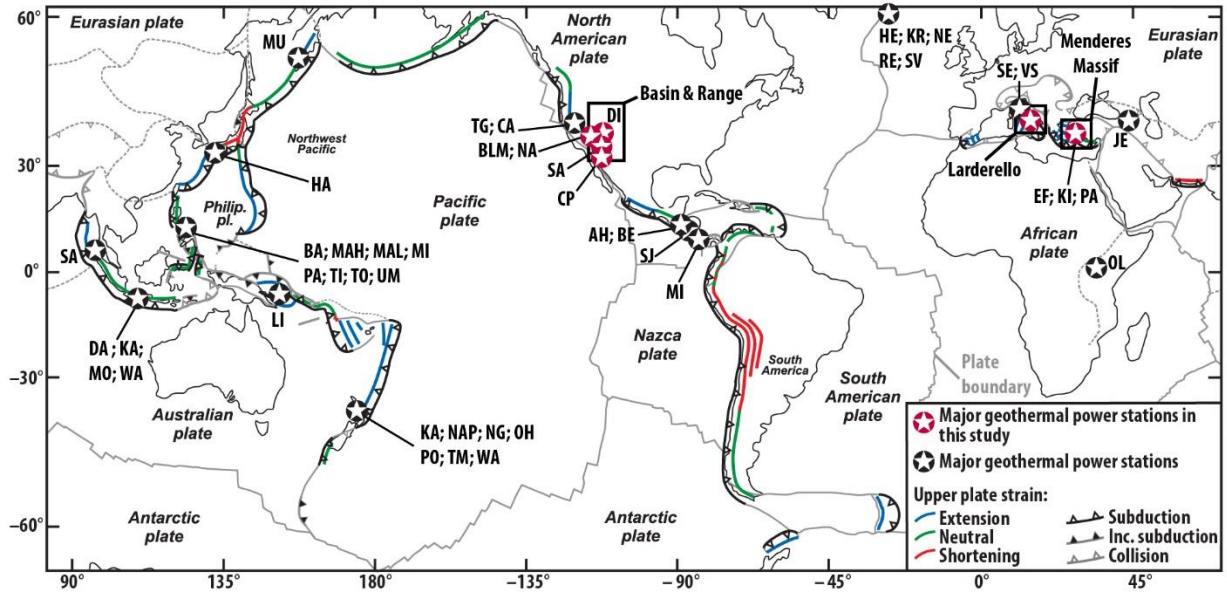 60°
30°
0°
−30°
−60°
90°
135°
180°
−135°
−90°
−45°
0°
45°
Eurasian plate
MU
North
American
plate
HE; KR; NE
RE; SV
SE; VS
Menderes
Massif
Eurasian
plate
Basin & Range
DI
TG; CA
BLM; NA
SA
CP
Northwest
Pacific
HA
Philip.
pl.
Pacific
plate
Larderello
JE
EF; KI; PA
African
plate
OL
SA
BA; MAH; MAL; MI
PA; TI; TO; UM
AH; BE
SJ
MI
LI
DA ; KA;
MO; WA
Nazca
plate
South
America
South
American
plate
Plate
boundary
Australian
plate
KA; NAP; NG; OH
PO; TM; WA
Antarctic
plate
Antarctic
plate
Major geothermal power stations in
this study
Major geothermal power stations
Upper plate strain:
Extension
Neutral
Shortening
Subduction
Inc. subduction
Collision